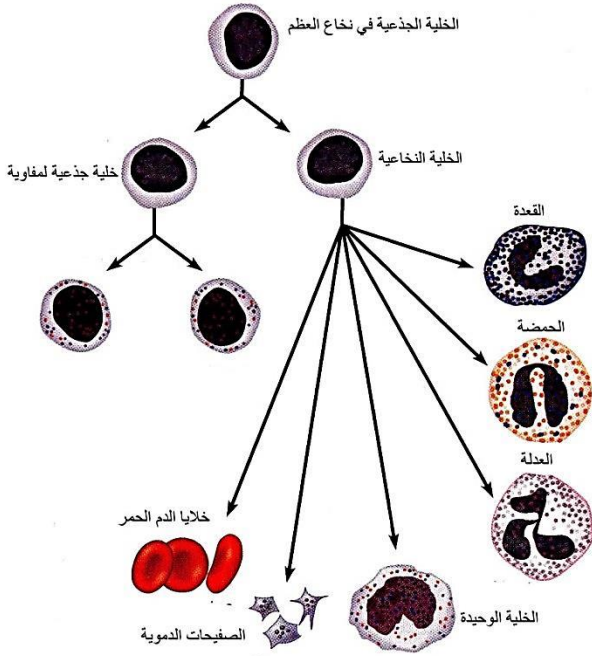 الخلية الجذعية في نخاع العظم
الخلية النخاعية
خلية جذعية لمفاوية
القعدة
الحمضة
العدلة
خلايا الدم الحمر
الصفيحات الدموية
الخلية الوحيدة